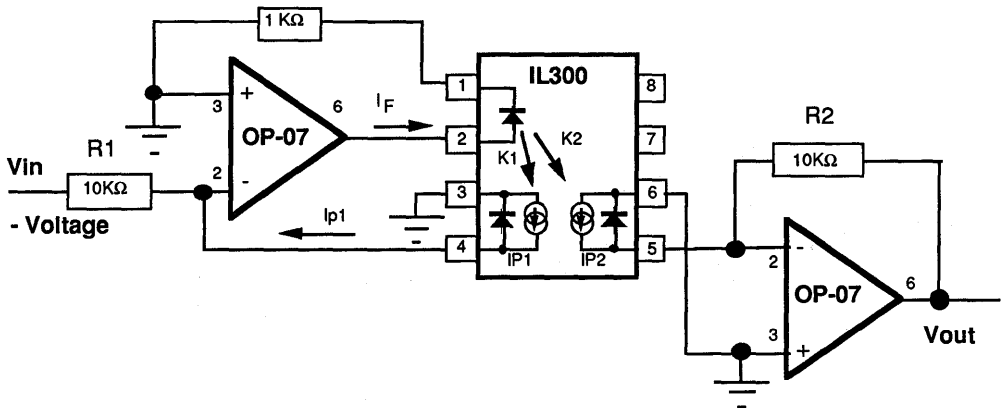 1 KΩ
IL300
1
8
3
+
6
I F
OP-07
R1
2
7
K1
K2
R2
Vin
10KΩ
2
-
10KΩ
3
6
- Voltage
Ip1
4
IP1
IP2
5
-
2
OP-07
6
Vout
3
+